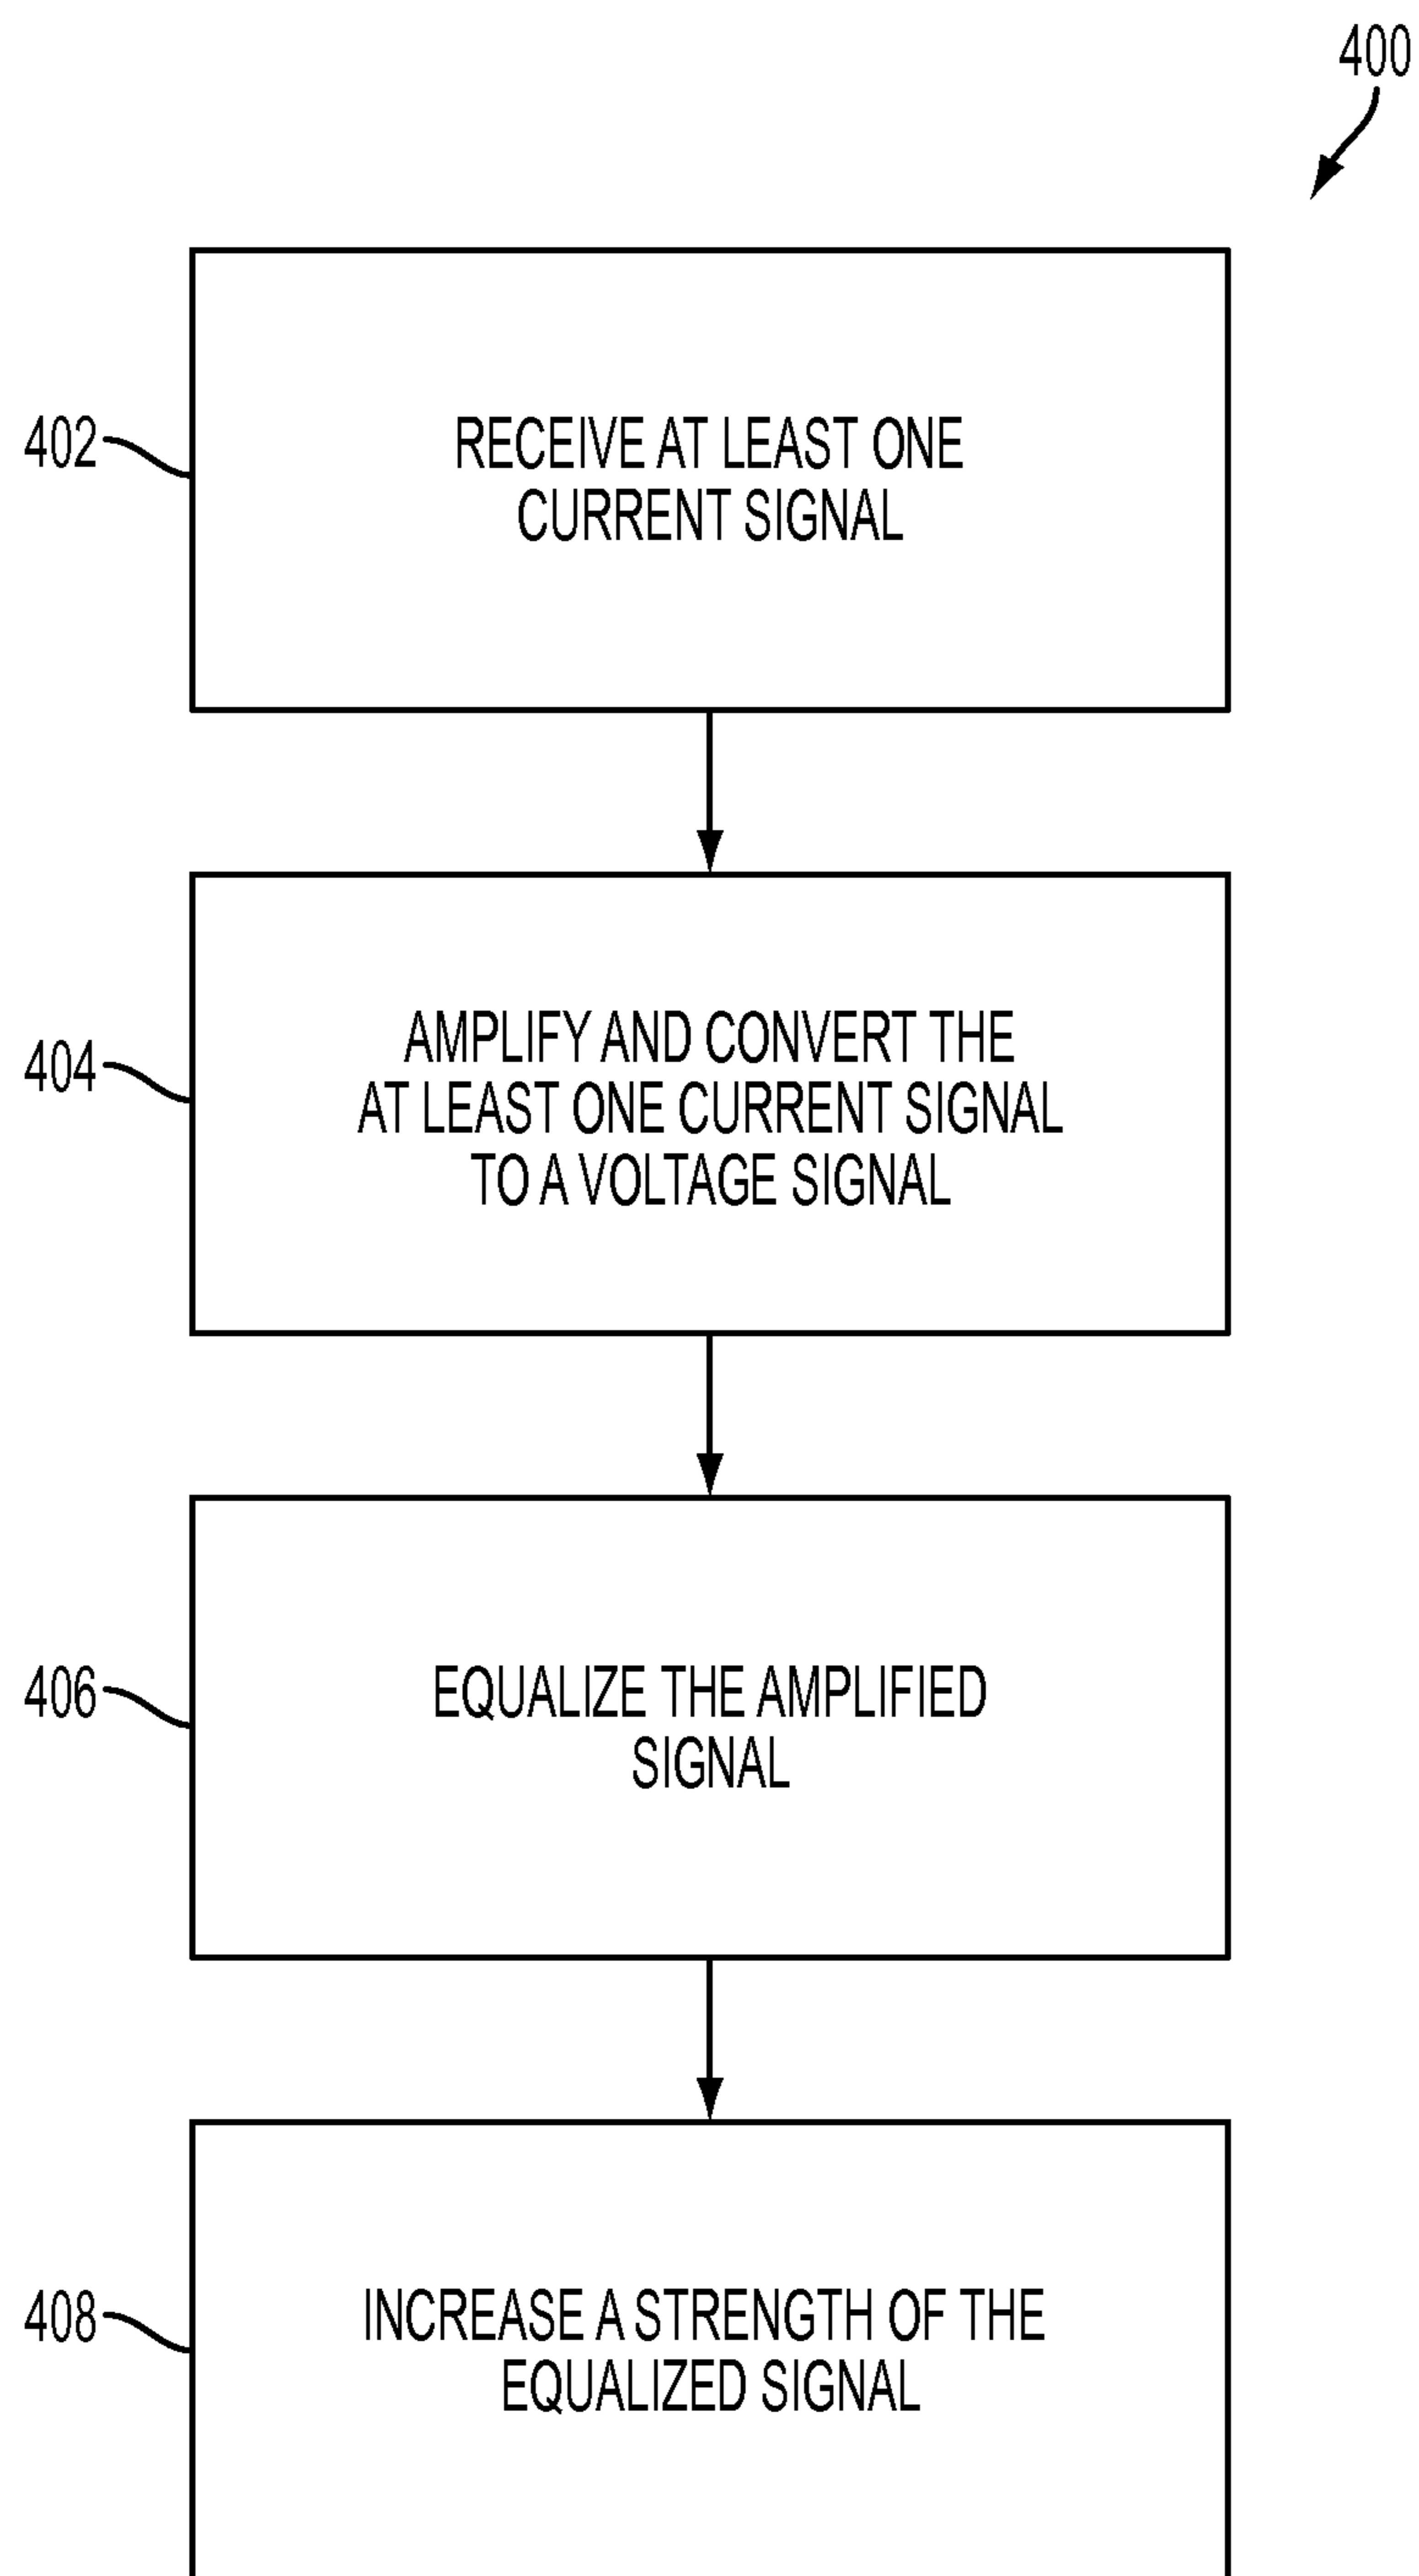 400
402
RECEIVE AT LEAST ONE
CURRENT SIGNAL
404
AMPLIFY AND CONVERT THE
AT LEAST ONE CURRENT SIGNAL
TO A VOLTAGE SIGNAL
406
EQUALIZE THE AMPLIFIED
SIGNAL
408
INCREASE A STRENGTH OF THE
EQUALIZED SIGNAL